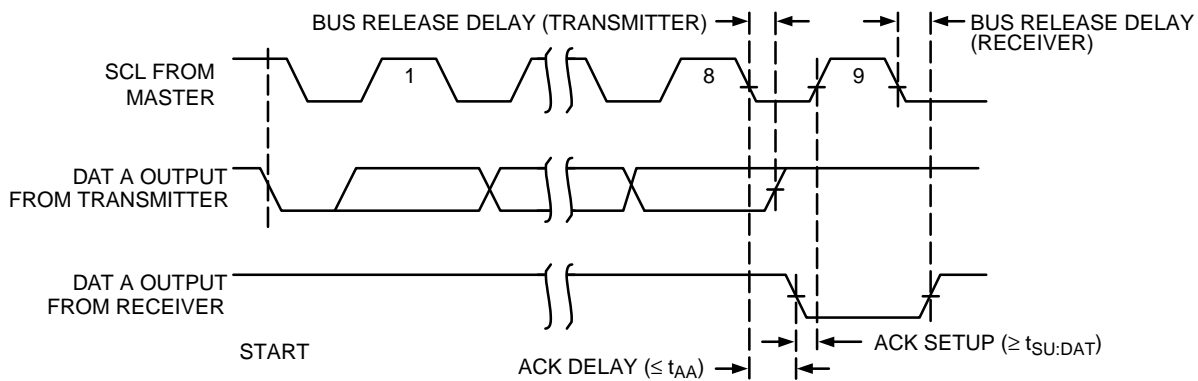 BUS RELEASE DELAY (TRANSMITTER)
BUS RELEASE DELAY
(RECEIVER)
SCL FROM
MASTER
1
8
9
DAT A OUTPUT
FROM TRANSMITTER
DAT A OUTPUT
FROM RECEIVER
START
ACK SETUP (≥ tSU:DAT)
ACK DELAY (≤ tAA)